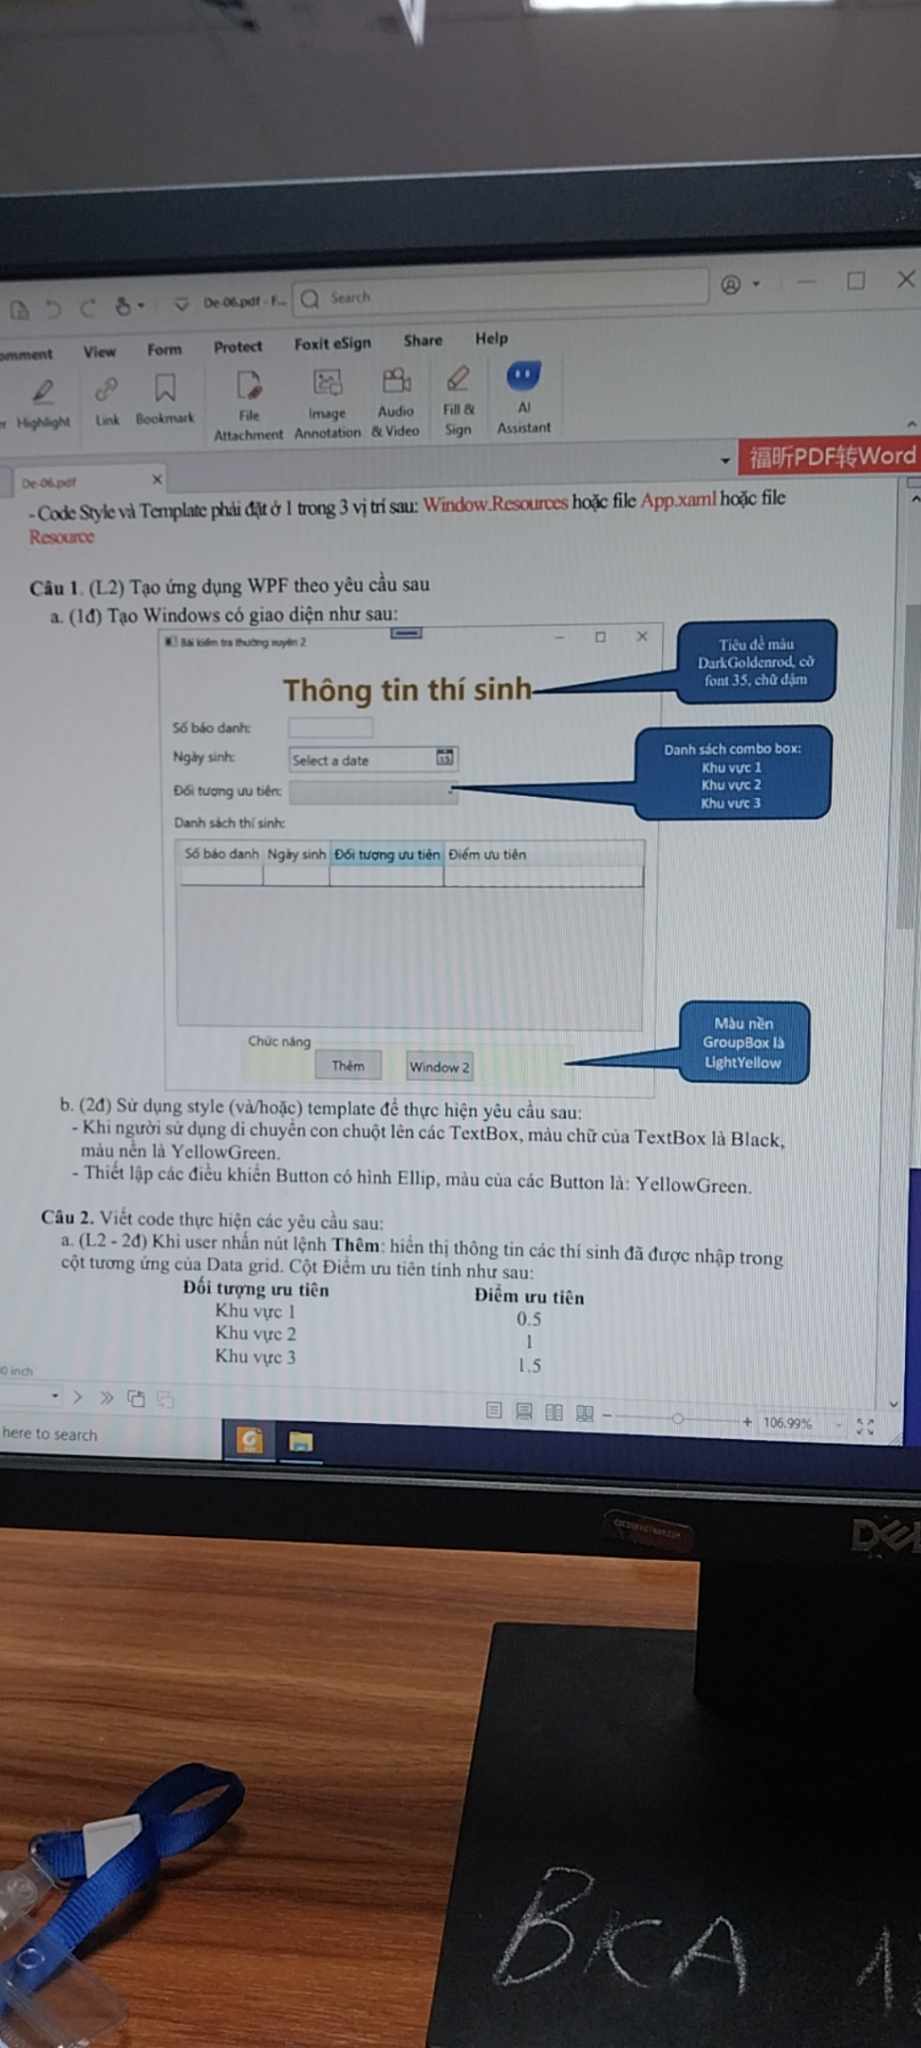 De-06.pdf - F...
Search
omment View Form Protect Foxit eSign Share Help
Highlight Link Bookmark File Attachment Image Annotation Audio & Video Fill & Sign AI Assistant
福昕PDF转Word
De-06.pdf
- Code Style và Template phải đặt ở 1 trong 3 vị trí sau: Window.Resources hoặc file App.xaml hoặc file
Resource
Câu 1. (L2) Tạo ứng dụng WPF theo yêu cầu sau
a. (1đ) Tạo Windows có giao diện như sau:
Bài kiểm tra thường xuyên 2
Tiêu đề màu
DarkGoldenrod, cỡ
font 35, chữ đậm
Thông tin thí sinh
Số báo danh:
Ngày sinh:
Select a date
15
Đối tượng ưu tiên:
Danh sách combo box:
Khu vực 1
Khu vực 2
Khu vực 3
Danh sách thí sinh:
Số báo danh Ngày sinh Đối tượng ưu tiên Điểm ưu tiên
Chức năng
Thêm Window 2
Màu nền
GroupBox là
LightYellow
b. (2đ) Sử dụng style (và/hoặc) template để thực hiện yêu cầu sau:
- Khi người sử dụng di chuyển con chuột lên các TextBox, màu chữ của TextBox là Black,
màu nền là YellowGreen.
- Thiết lập các điều khiển Button có hình Ellip, màu của các Button là: YellowGreen.
Câu 2. Viết code thực hiện các yêu cầu sau:
a. (L2 - 2đ) Khi user nhấn nút lệnh Thêm: hiển thị thông tin các thí sinh đã được nhập trong
cột tương ứng của Data grid. Cột Điểm ưu tiên tính như sau:
Đối tượng ưu tiên Điểm ưu tiên
Khu vực 1 0.5
Khu vực 2 1
Khu vực 3 1.5
0 inch
106.99%
here to search
DELL
BKA 1